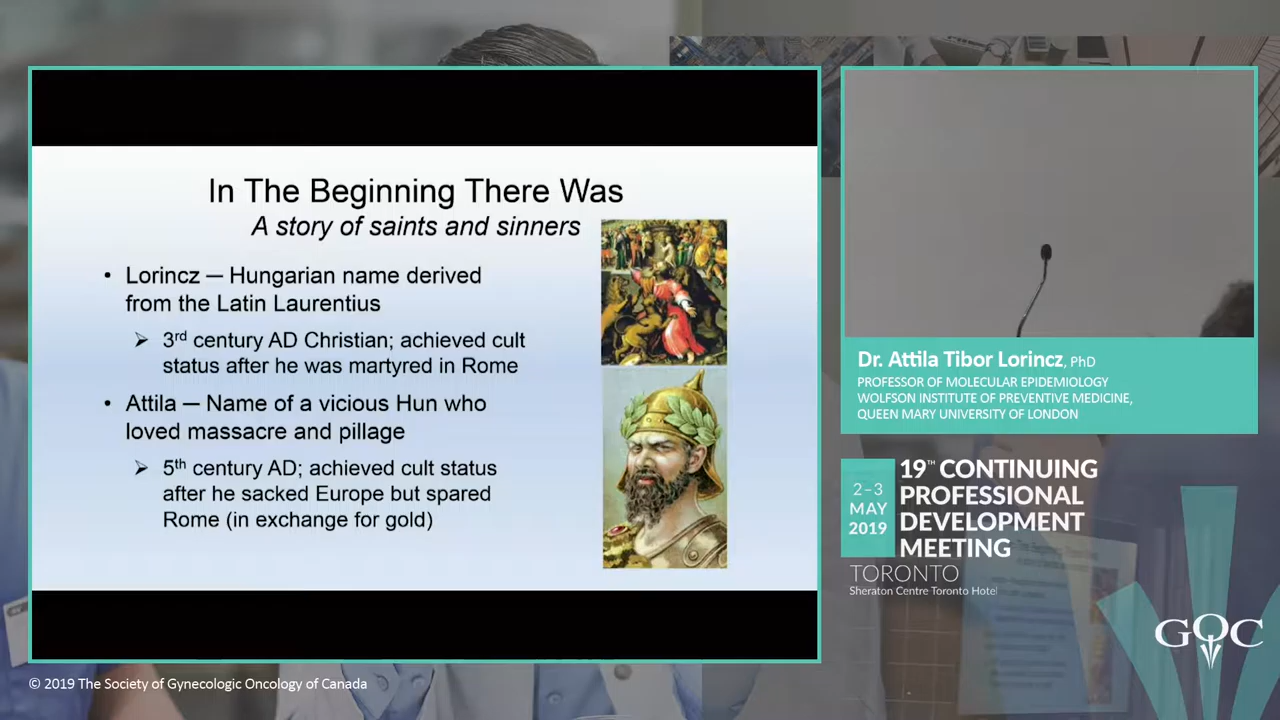 In The Beginning There Was
A story of saints and sinners
• Lorincz — Hungarian name derived
from the Latin Laurentius
➢ 3rd century AD Christian; achieved cult
status after he was martyred in Rome
• Attila — Name of a vicious Hun who
loved massacre and pillage
➢ 5th century AD; achieved cult status
after he sacked Europe but spared
Rome (in exchange for gold)
Dr. Attila Tibor Lorincz, PhD
PROFESSOR OF MOLECULAR EPIDEMIOLOGY
WOLFSON INSTITUTE OF PREVENTIVE MEDICINE,
QUEEN MARY UNIVERSITY OF LONDON
2–3
MAY
2019
19™ CONTINUING
PROFESSIONAL
DEVELOPMENT
MEETING
TORONTO
Sheraton Centre Toronto Hotel
GOC
© 2019 The Society of Gynecologic Oncology of Canada